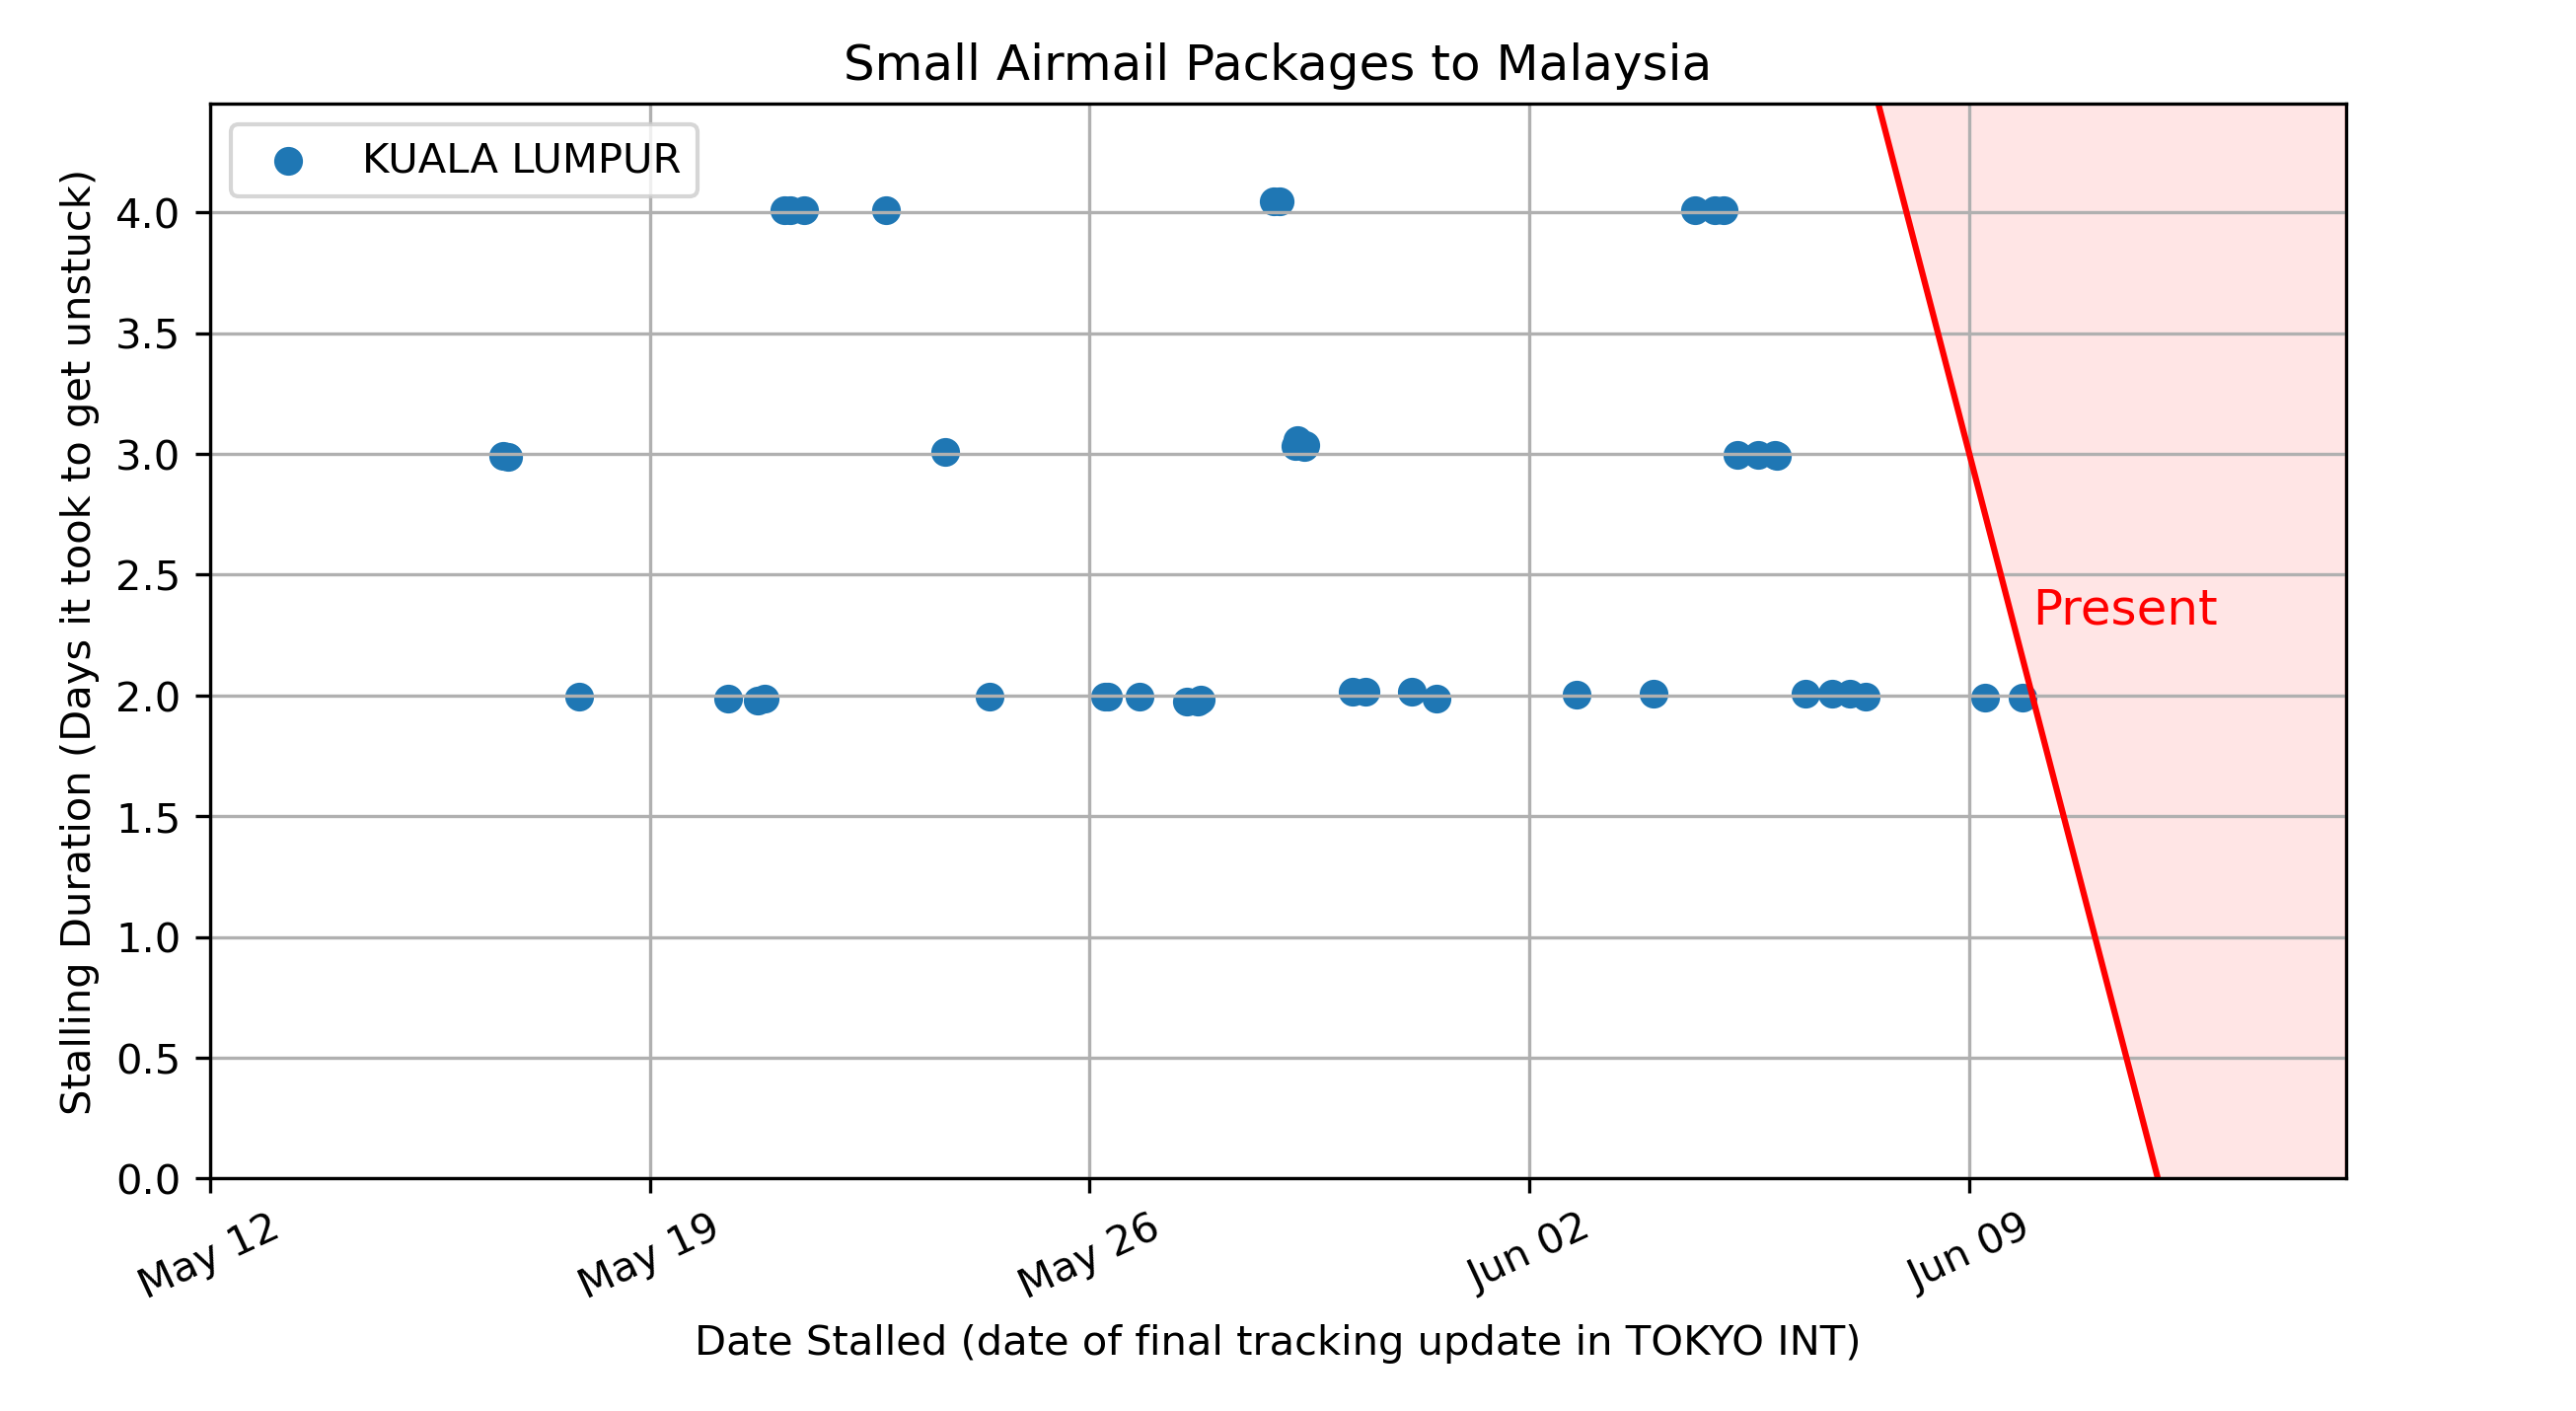 Small Airmail Packages to Malaysia
KUALA LUMPUR
Stalling Duration (Days it took to get unstuck)
4.0
3.5
3.0
2.5
2.0
1.5
1.0
0.5
0.0
Present
May 12
May 19
May 26
Jun 02
Jun 09
Date Stalled (date of final tracking update in TOKYO INT)